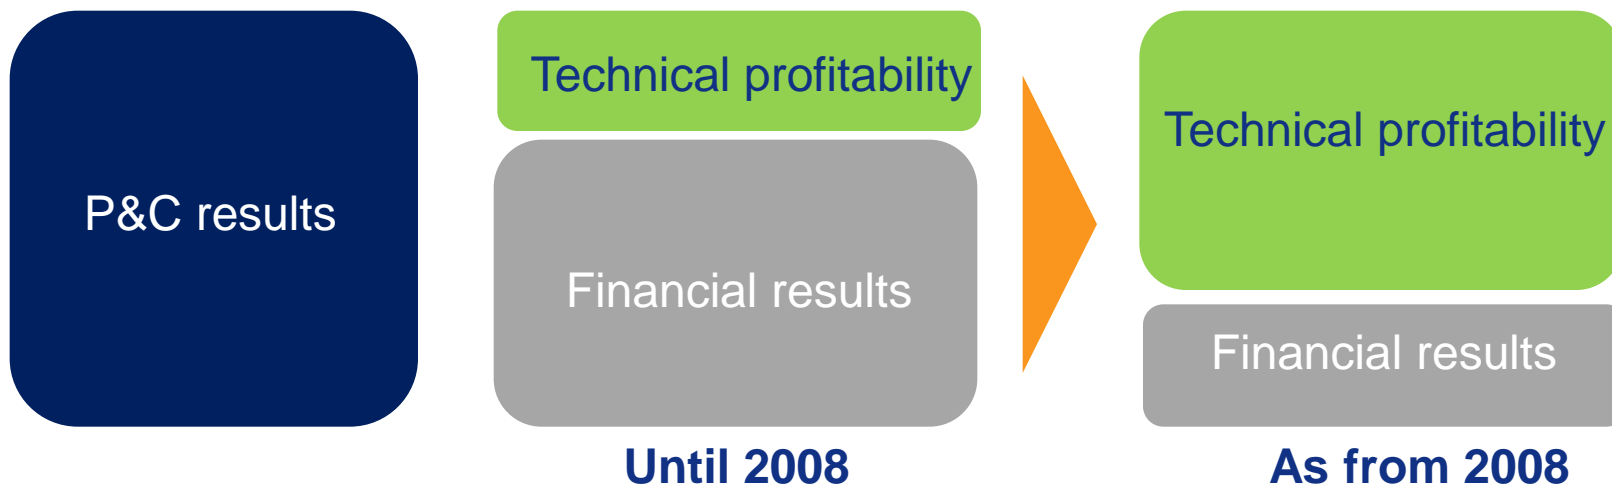 P&C results
Technical profitability
Financial results
Until 2008
Technical profitability
Financial results
As from 2008